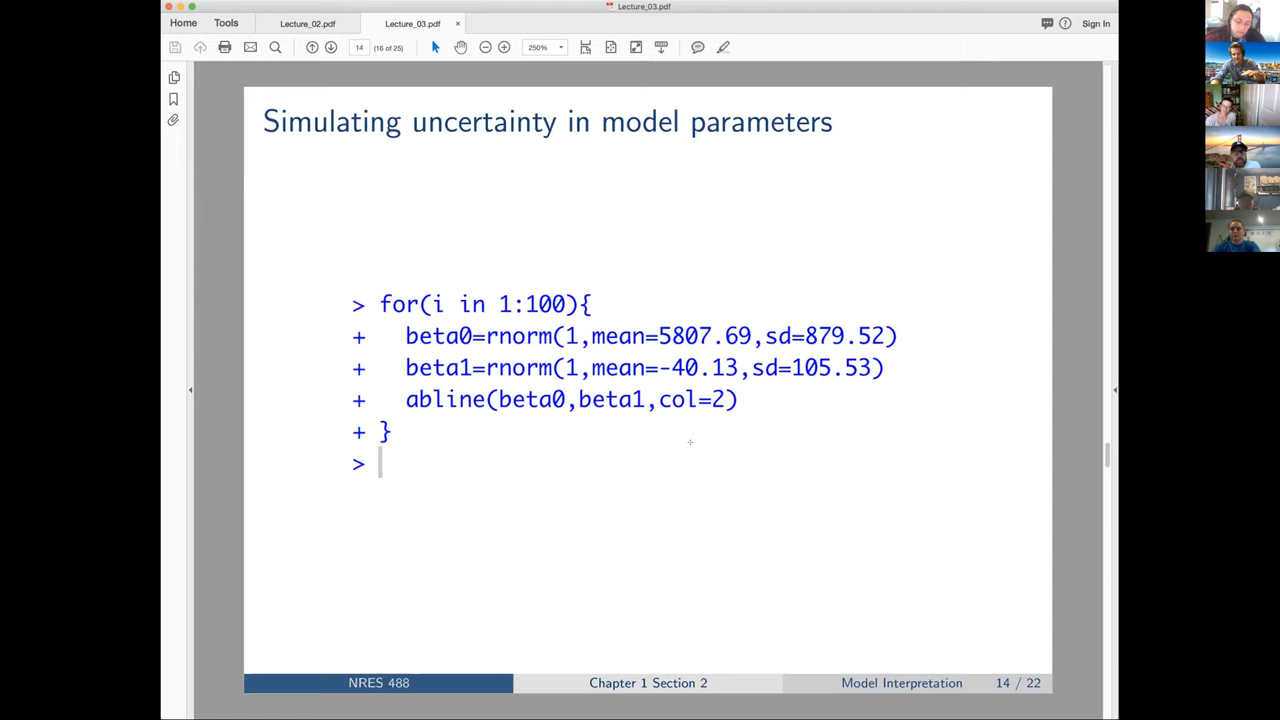 Lecture_03.pdf
Home Tools Lecture_02.pdf Lecture_03.pdf × Sign In
14 (16 of 25) 250%
Simulating uncertainty in model parameters
> for(i in 1:100){
+ beta0=rnorm(1,mean=5807.69,sd=879.52)
+ beta1=rnorm(1,mean=-40.13,sd=105.53)
+ abline(beta0,beta1,col=2)
+ }
>
NRES 488 Chapter 1 Section 2 Model Interpretation 14 / 22